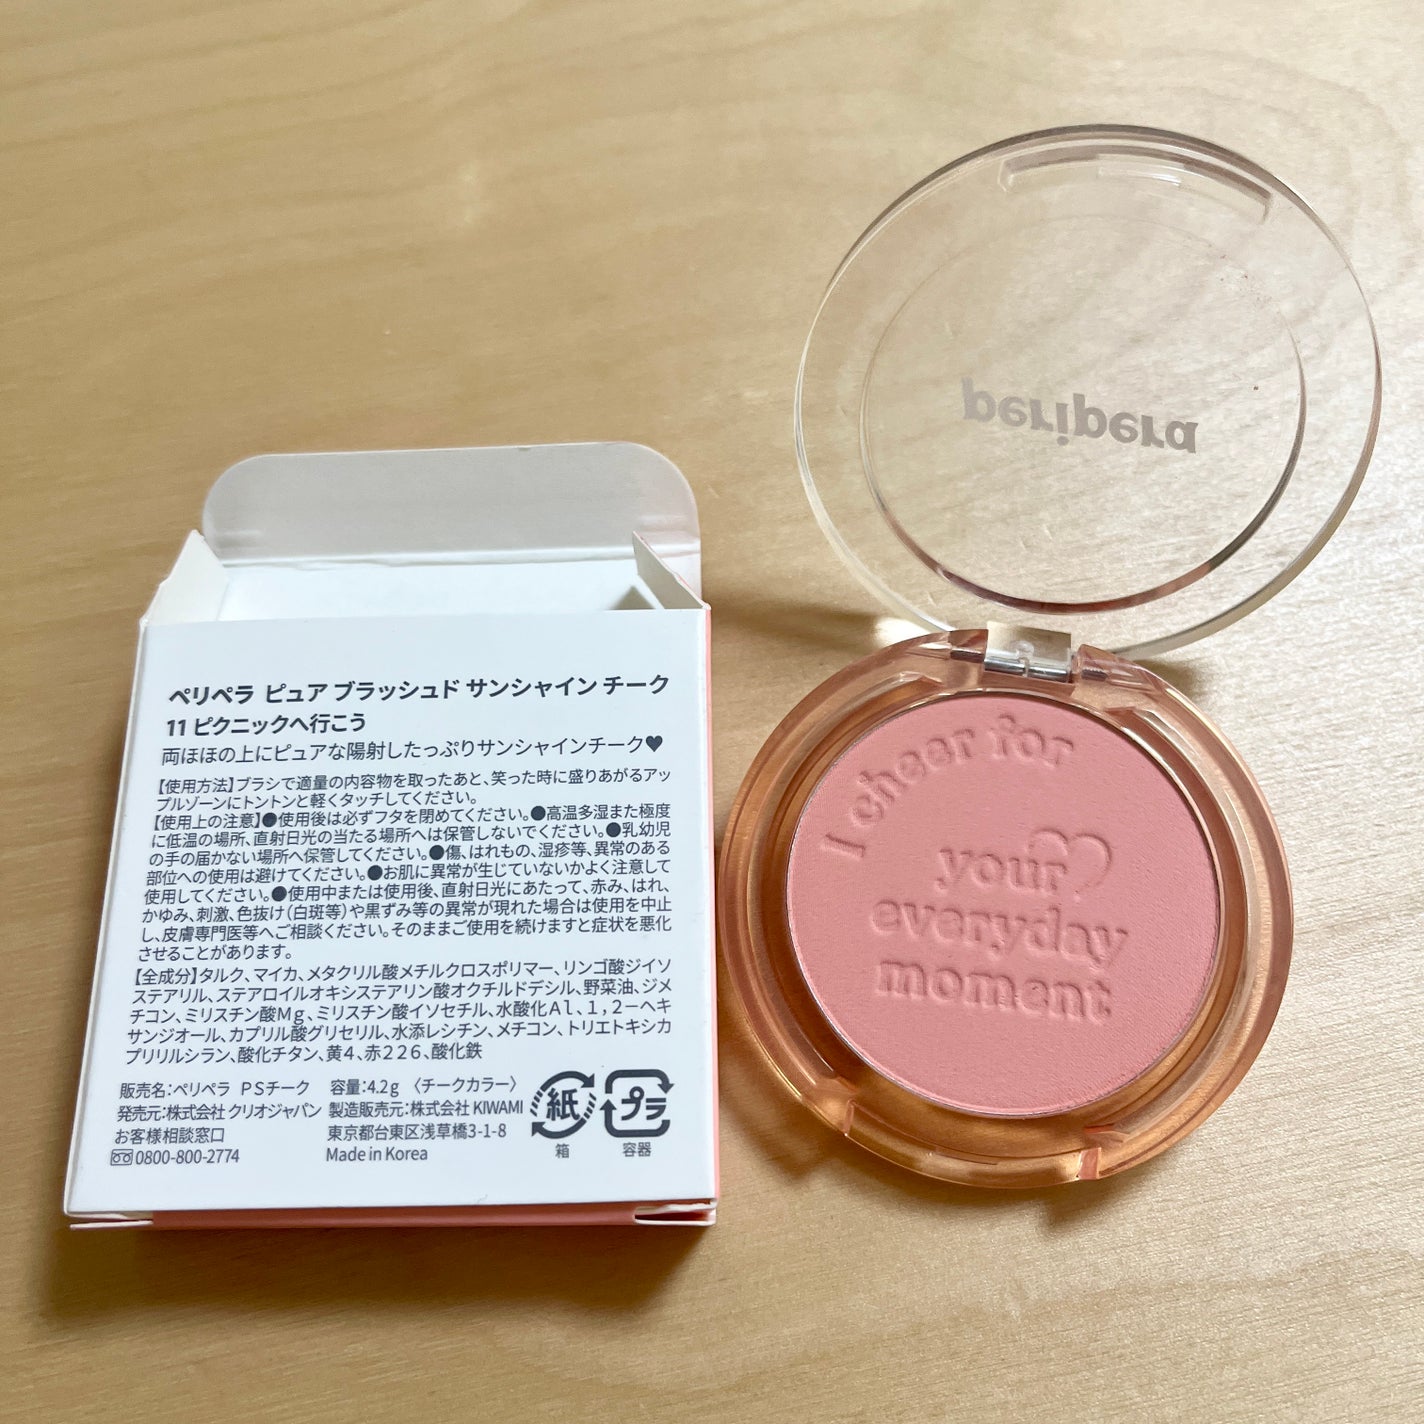 ペリペラ ピュア ブラッシュド サンシャイン チーク
11 ピクニックへ行こう
両ほほの上にピュアな陽射したっぷりサンシャインチーク♥
【使用方法】ブラシで適量の内容物を取ったあと、笑った時に盛りあがるアッ
プルゾーンにトントンと軽くタッチしてください。
【使用上の注意】●使用後は必ずフタを閉めてください。●高温多湿また極度
に低温の場所、直射日光の当たる場所へは保管しないでください。●乳幼児
の手の届かない場所へ保管してください。●傷、はれもの、湿疹等、異常のある
部位への使用は避けてください。●お肌に異常が生じていないかよく注意して
使用してください。●使用中または使用後、直射日光にあたって、赤み、はれ、
かゆみ、刺激、色抜け(白斑等)や黒ずみ等の異常が現れた場合は使用を中止
し、皮膚専門医等へご相談ください。そのままご使用を続けますと症状を悪化
させることがあります。
【全成分】タルク、マイカ、メタクリル酸メチルクロスポリマー、リンゴ酸ジイソ
ステアリル、ステアロイルオキシステアリン酸オクチルドデシル、野菜油、ジメ
チコン、ミリスチン酸Mg、ミリスチン酸イソセチル、水酸化Al、1,2-ヘキ
サンジオール、カプリル酸グリセリル、水添レシチン、メチコン、トリエトキシカ
プリリルシラン、酸化チタン、黄4、赤226、酸化鉄
販売名:ペリペラ PSチーク 容量:4.2g 〈チークカラー〉
発売元:株式会社 クリオジャパン 製造販売元:株式会社 KIWAMI
お客様相談窓口 東京都台東区浅草橋3-1-8
0800-800-2774 Made in Korea
紙 プラ
箱 容器
peripera
I cheer for
your
everyday
moment